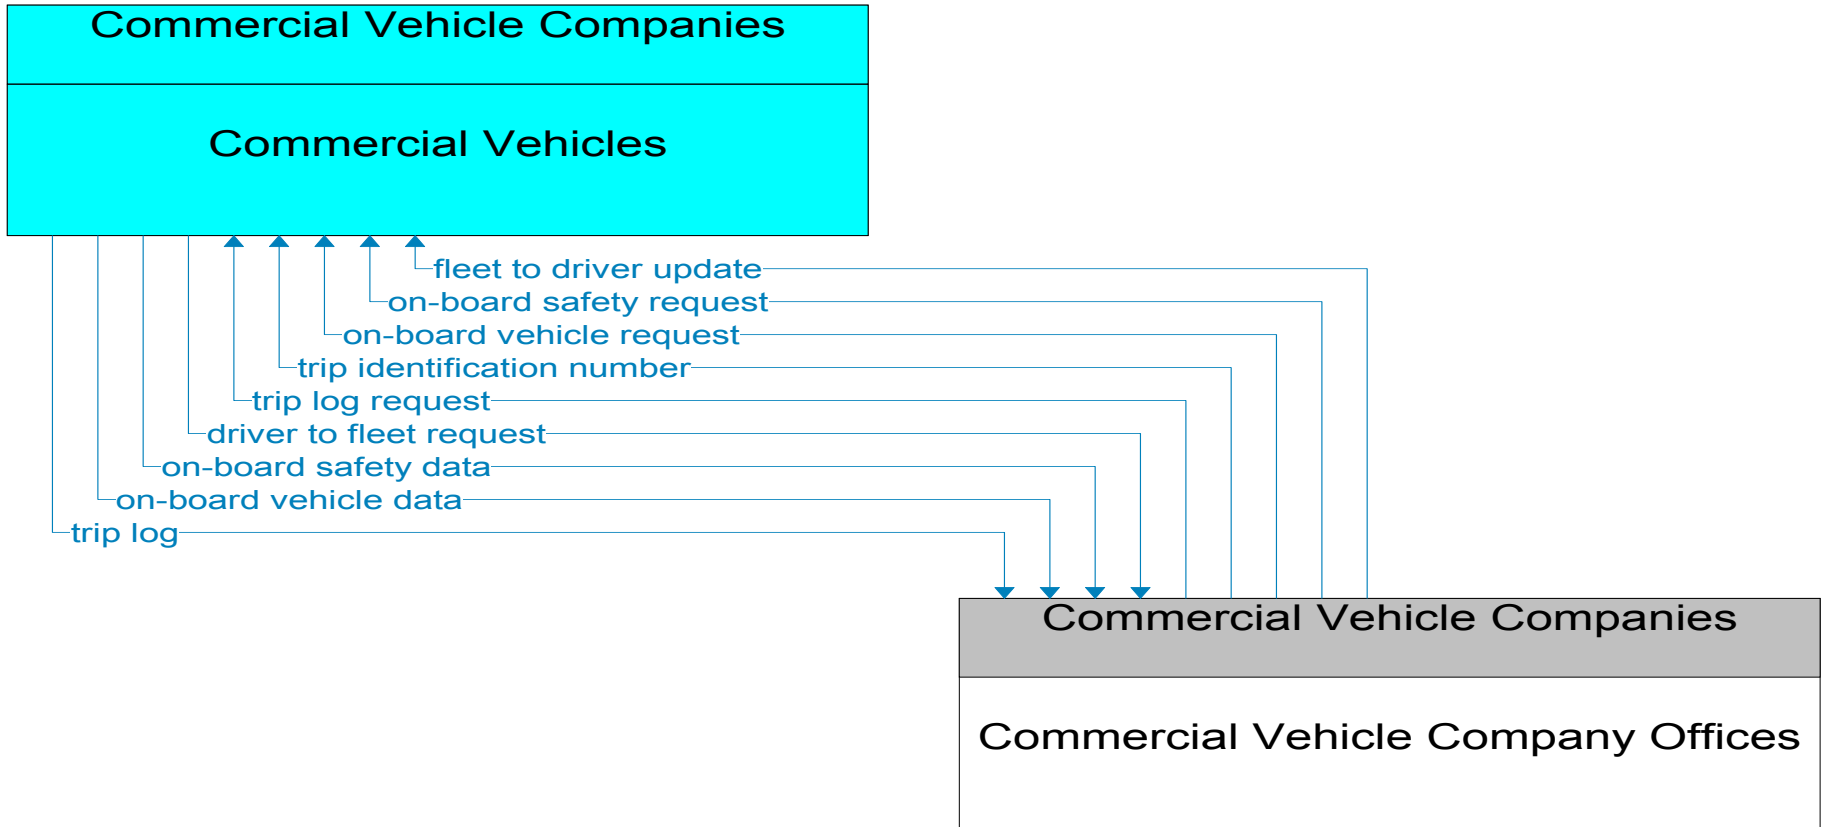 Commercial Vehicle Companies
Commercial Vehicles
fleet to driver update
on-board safety request
on-board vehicle request
trip identification number
trip log request
driver to fleet request
on-board safety data
on-board vehicle data
trip log
Commercial Vehicle Companies
Commercial Vehicle Company Offices